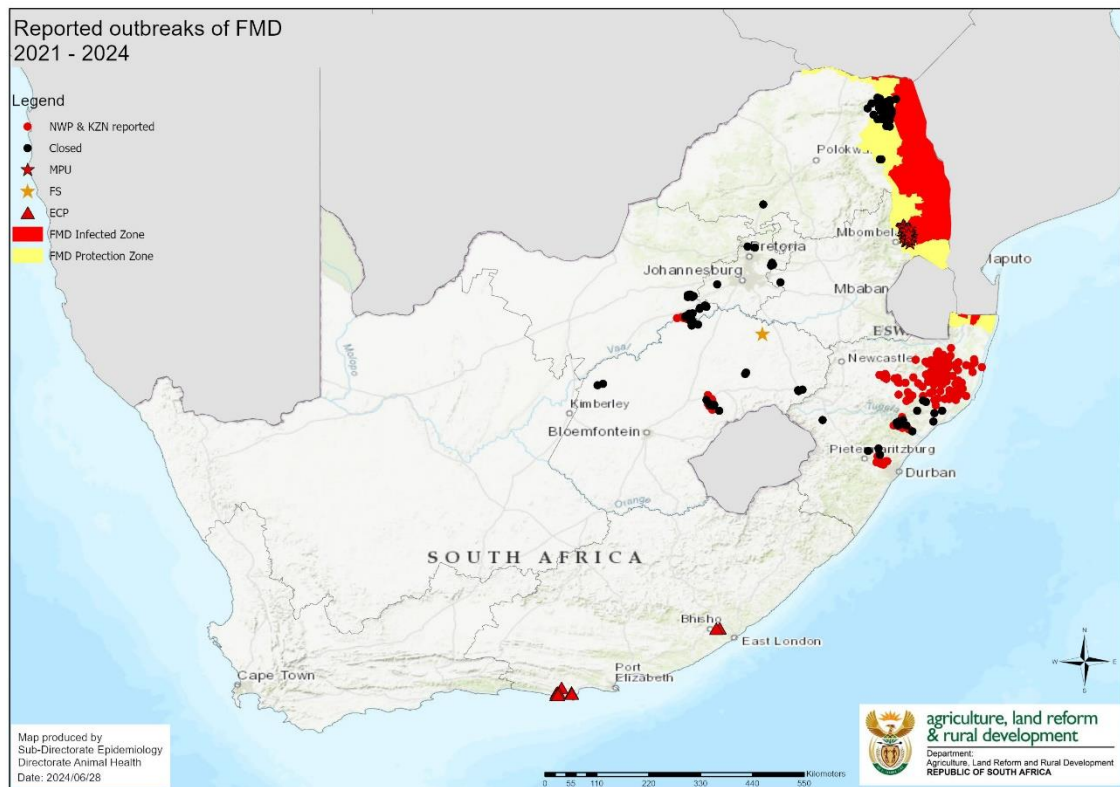 Reported outbreaks of FMD
2021 - 2024
Legend
NWP & KZN reported
Closed
MPU
FS
ECP
FMD Infected Zone
FMD Protection Zone
Polokw
Mbombela
Pretoria
Johannesburg
Maputo
Mbaban
ESW
Molopo
Vaal
Newcastle
Kimberley
Tugela
Bloemfontein
Pietermaritzburg
Durban
Orange
SOUTH AFRICA
Bhisho
East London
Port
Elizabeth
Cape Town
N
W
E
S
Map produced by
Sub-Directorate Epidemiology
Directorate Animal Health
Date: 2024/06/28
Kilometers
0 55 110 220 330 440 550
agriculture, land reform
& rural development
Department:
Agriculture, Land Reform and Rural Development
REPUBLIC OF SOUTH AFRICA